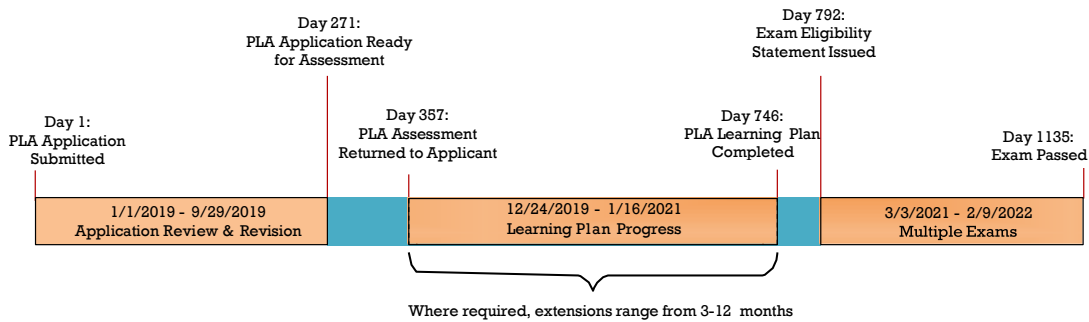 Day 1:
PLA Application
Submitted
Day 271:
PLA Application Ready
for Assessment
Day 357:
PLA Assessment
Returned to Applicant
Day 746:
PLA Learning Plan
Completed
Day 792:
Exam Eligibility
Statement Issued
Day 1135:
Exam Passed
1/1/2019 - 9/29/2019
Application Review & Revision
12/24/2019 - 1/16/2021
Learning Plan Progress
3/3/2021 - 2/9/2022
Multiple Exams
Where required, extensions range from 3-12 months